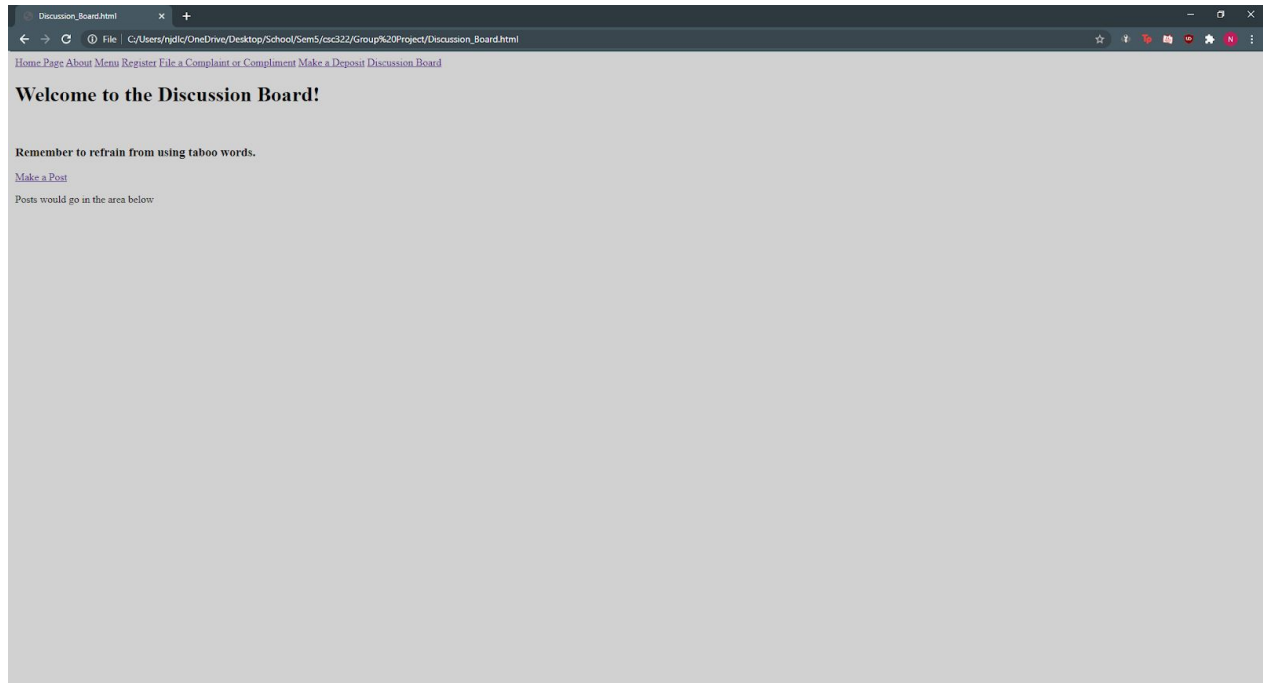 Discussion_Board.html
File | C:/Users/njdlc/OneDrive/Desktop/School/Sem5/csc322/Group%20Project/Discussion_Board.html
N
Home Page About Menu Register File a Complaint or Compliment Make a Deposit Discussion Board
Welcome to the Discussion Board!
Remember to refrain from using taboo words.
Make a Post
Posts would go in the area below